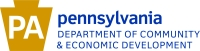 PA
pennsylvania
DEPARTMENT OF COMMUNITY
& ECONOMIC DEVELOPMENT